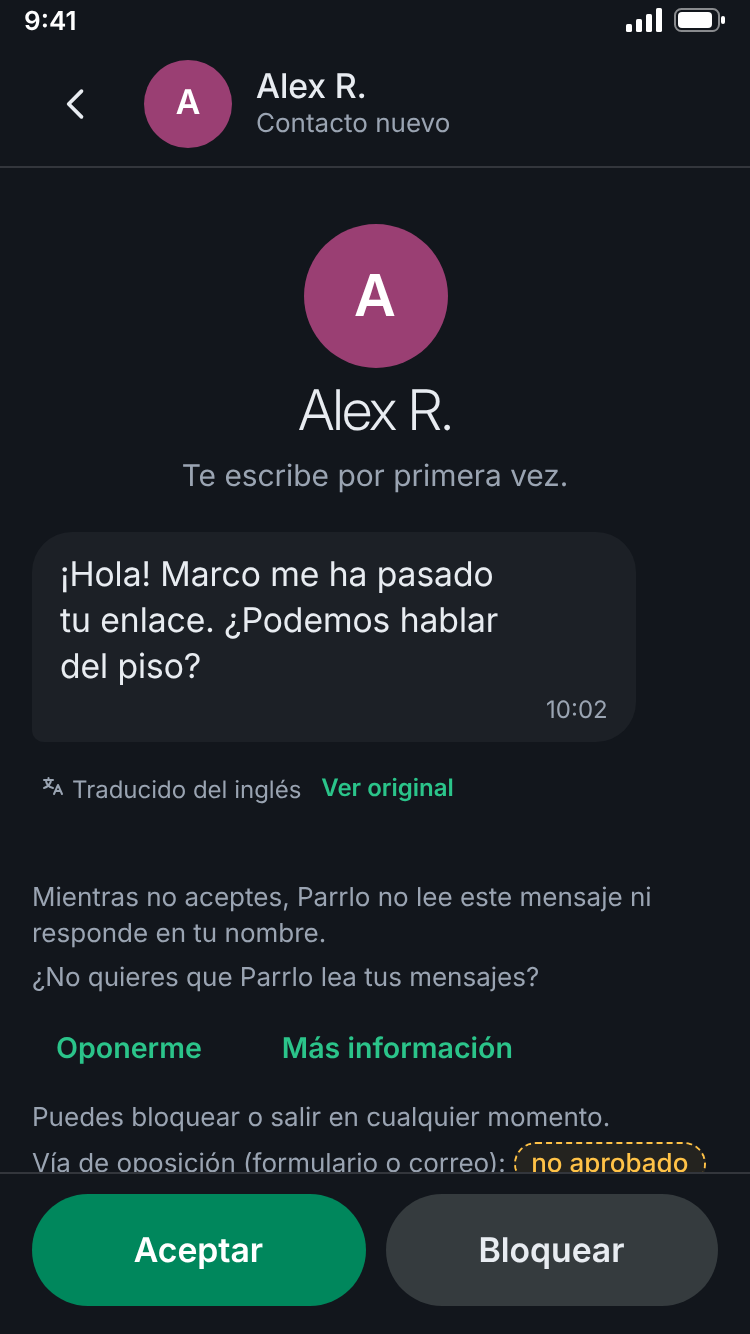 9:41
A
Alex R.
Contacto nuevo
A
Alex R.
Te escribe por primera vez.
¡Hola! Marco me ha pasado
tu enlace. ¿Podemos hablar
del piso?
10:02
Traducido del inglés Ver original
Mientras no aceptes, Parrlo no lee este mensaje ni
responde en tu nombre.
¿No quieres que Parrlo lea tus mensajes?
Oponerme Más información
Puedes bloquear o salir en cualquier momento.
Vía de oposición (formulario o correo): no aprobado
Aceptar Bloquear